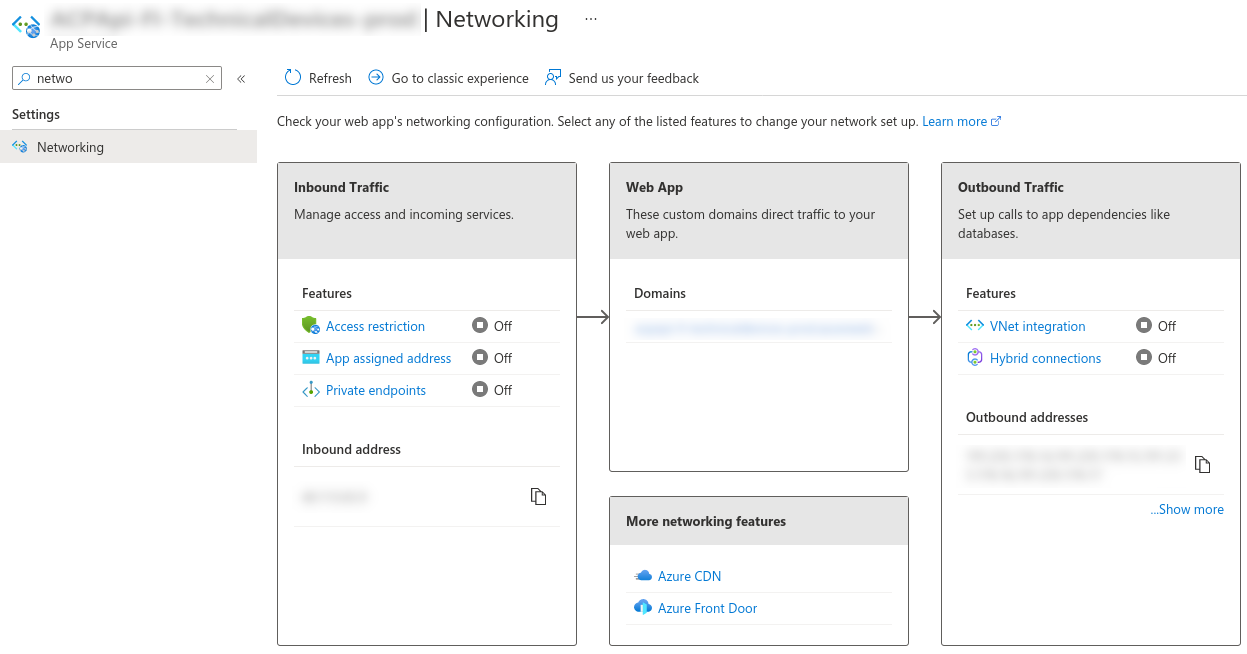 | Networking ...
App Service
netwo
Settings
Networking
Refresh
Go to classic experience
Send us your feedback
Check your web app's networking configuration. Select any of the listed features to change your network set up. Learn more
Inbound Traffic
Manage access and incoming services.
Features
Access restriction Off
App assigned address Off
Private endpoints Off
Inbound address
Web App
These custom domains direct traffic to your
web app.
Domains
More networking features
Azure CDN
Azure Front Door
Outbound Traffic
Set up calls to app dependencies like
databases.
Features
VNet integration Off
Hybrid connections Off
Outbound addresses
...Show more